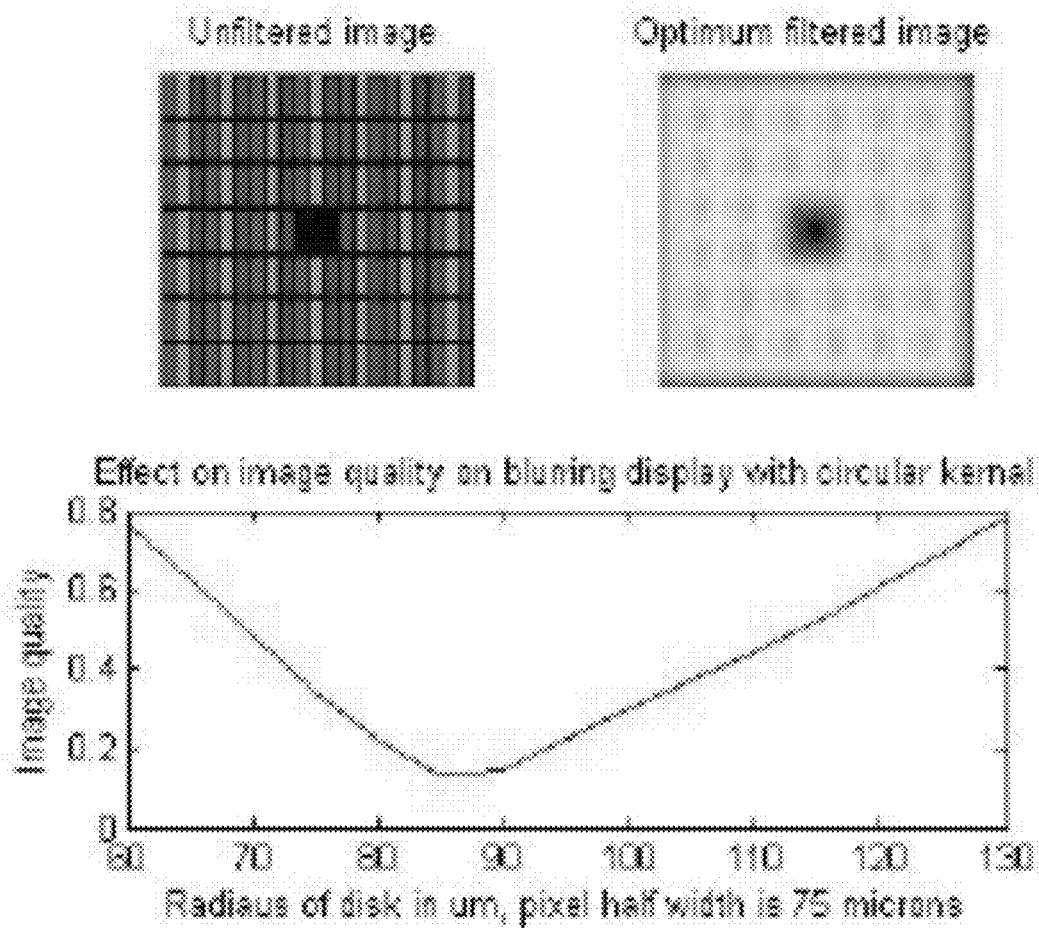 Unfiltered image
Optimum filtered image
Effect on image quality on blurring display with circular kernal
0.8
0.6
0.4
0.2
0
Image quality
60
70
80
90
100
110
120
130
Radiaus of disk in um, pixel half width is 75 microns